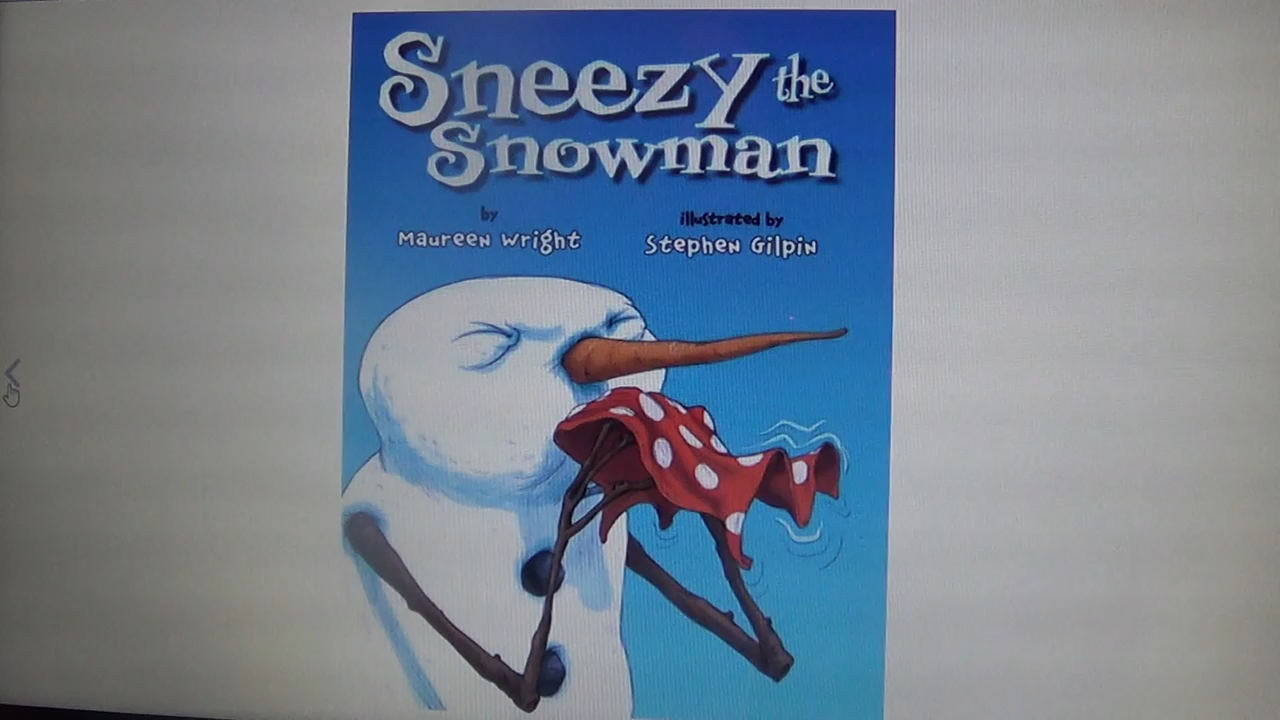 Sneezy the
Snowman
by
Maureen Wright
illustrated by
Stephen Gilpin